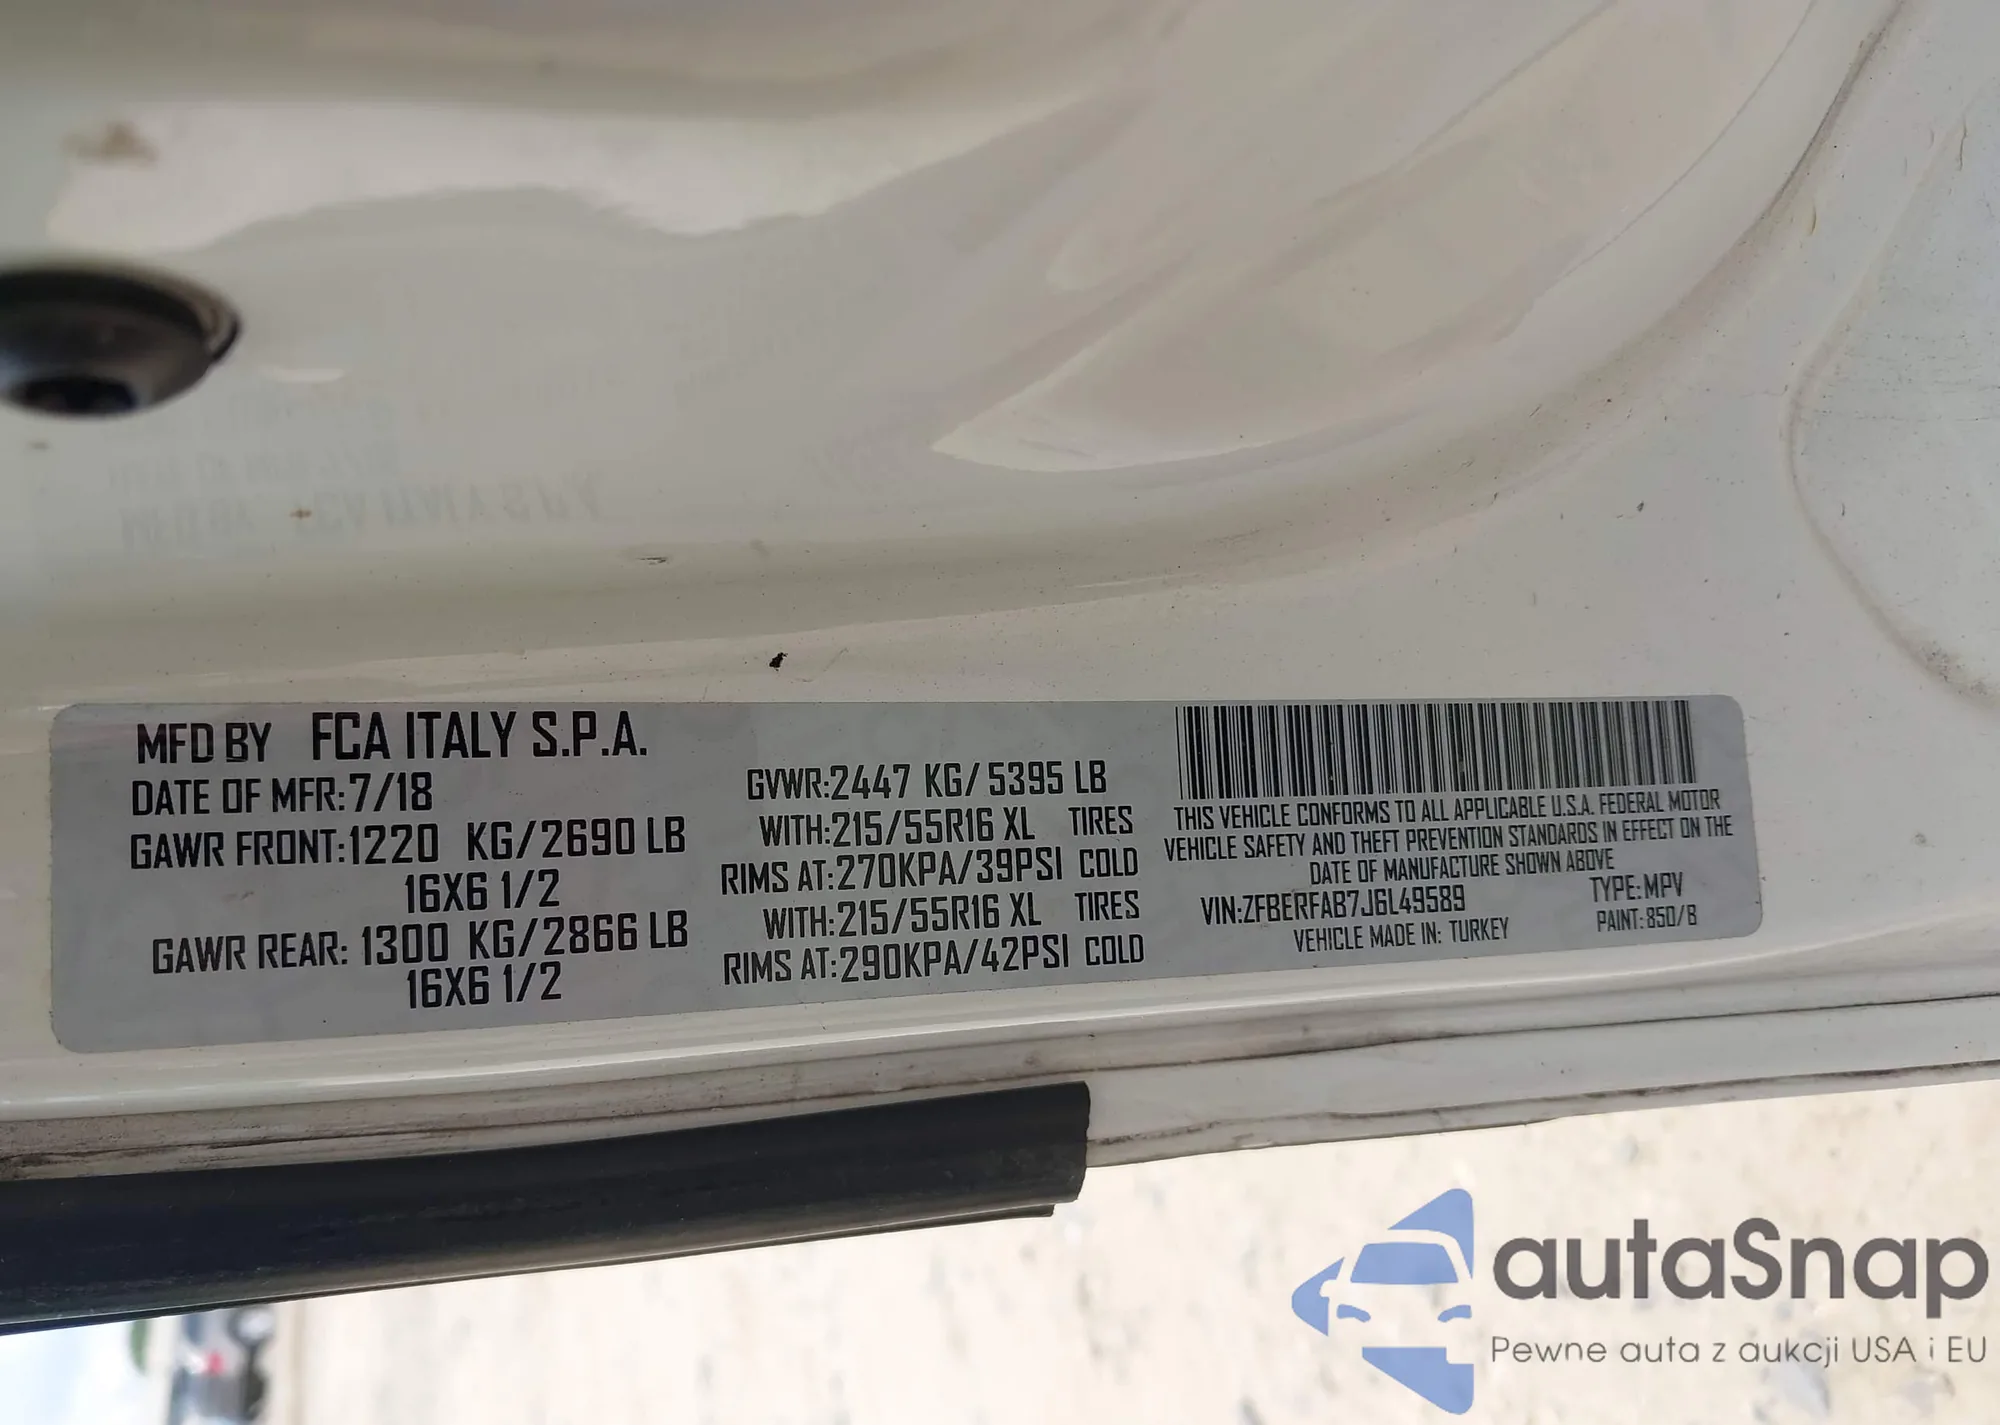 MFD BY FCA ITALY S.P.A.
DATE OF MFR: 7/18
GAWR FRONT: 1220 KG/2690 LB
16X6 1/2
GAWR REAR: 1300 KG/2866 LB
16X6 1/2
GVWR: 2447 KG/ 5395 LB
WITH: 215/55R16 XL TIRES
RIMS AT: 270KPA/39PSI COLD
WITH: 215/55R16 XL TIRES
RIMS AT: 290KPA/42PSI COLD
THIS VEHICLE CONFORMS TO ALL APPLICABLE U.S.A. FEDERAL MOTOR
VEHICLE SAFETY AND THEFT PREVENTION STANDARDS IN EFFECT ON THE
DATE OF MANUFACTURE SHOWN ABOVE
VIN:ZFBERFAB7J6L49589 TYPE: MPV
VEHICLE MADE IN: TURKEY PAINT: 850/B
autaSnap
Pewne auta z aukcji USA i EU